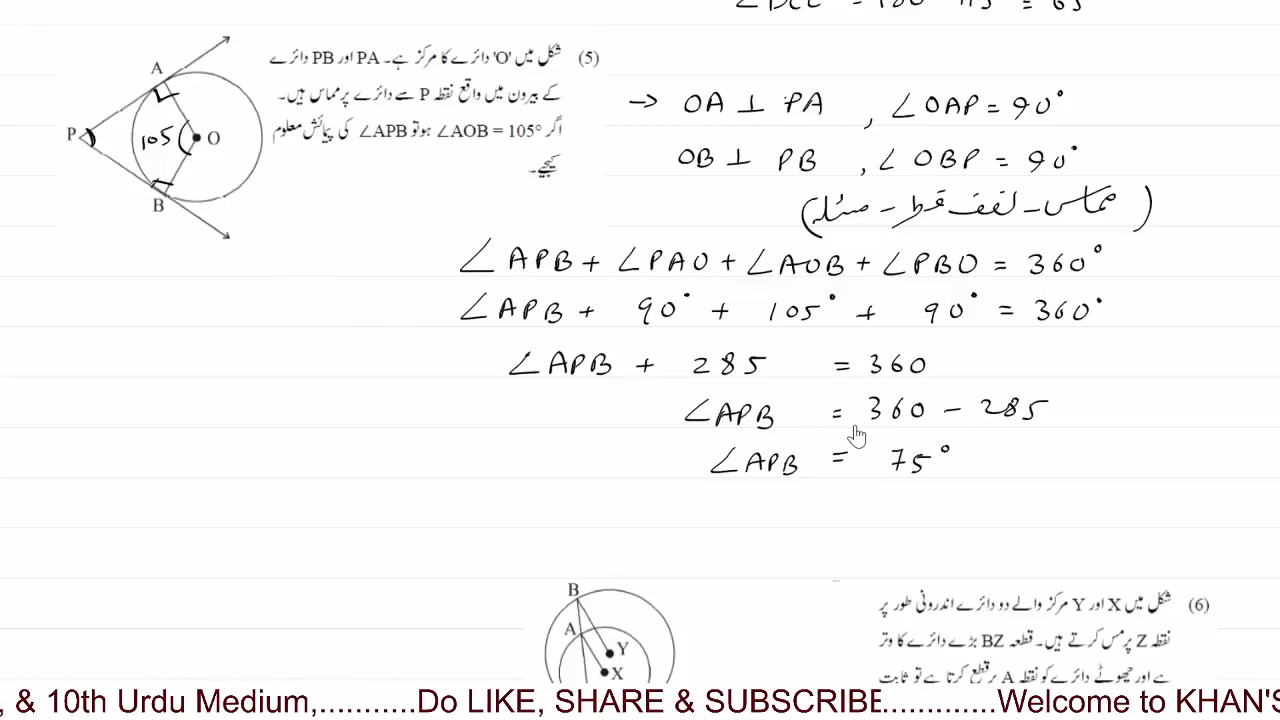 ∠BCE = 180 - 115 = 65
(5) شکل میں 'O' دائرے کا مرکز ہے۔ PA اور PB دائرے
کے بیرون میں واقع نقطہ P سے دائرے پر مماس ہیں۔
اگر ∠AOB = 105° ہو تو ∠APB کی پیمائش معلوم
کیجیے۔
A
P
105
O
B
→ OA ⊥ PA , ∠OAP = 90°
OB ⊥ PB , ∠OBP = 90°
(مماس - نصف قطر - مسئلہ)
∠APB + ∠PAO + ∠AOB + ∠PBO = 360°
∠APB + 90° + 105° + 90° = 360°
∠APB + 285 = 360
∠APB = 360 - 285
∠APB = 75°
(6) شکل میں X اور Y مرکز والے دو دائرے اندرونی طور پر
نقطہ Z پر مس کرتے ہیں۔ قطعہ BZ بڑے دائرے کا وتر
ہے اور چھوٹے دائرے کو نقطہ A پر قطع کرتا ہے تو ثابت
B
A
Y
X
, & 10th Urdu Medium,..........Do LIKE, SHARE & SUBSCRIBE.............Welcome to KHAN'S